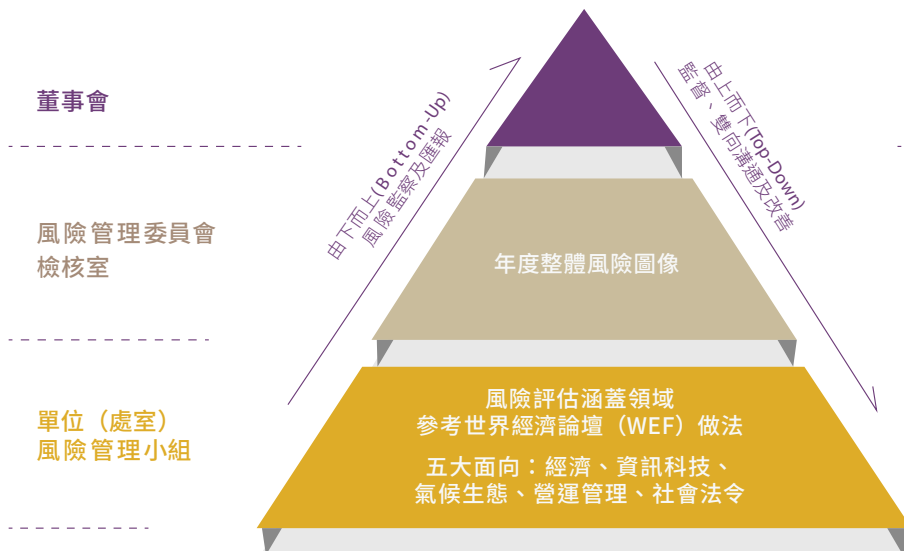 董事會
由下而上(Bottom-Up)
風險監察及匯報
由上而下(Top-Down)
監督、雙向溝通及改善
風險管理委員會
檢核室
年度整體風險圖像
單位（處室）
風險管理小組
風險評估涵蓋領域
參考世界經濟論壇（WEF）做法
五大面向：經濟、資訊科技、
氣候生態、營運管理、社會法令